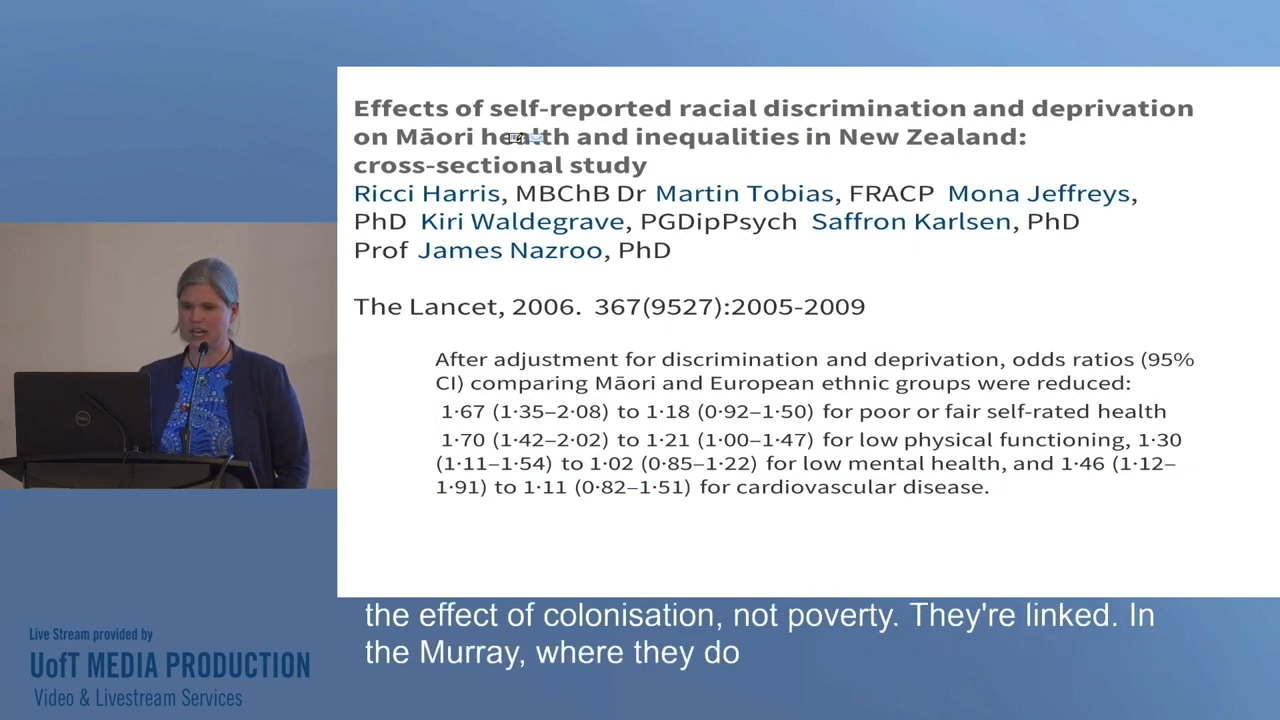 Effects of self-reported racial discrimination and deprivation
on Māori health and inequalities in New Zealand:
cross-sectional study
Ricci Harris, MBChB Dr Martin Tobias, FRACP Mona Jeffreys,
PhD Kiri Waldegrave, PGDipPsych Saffron Karlsen, PhD
Prof James Nazroo, PhD
The Lancet, 2006. 367(9527):2005-2009
After adjustment for discrimination and deprivation, odds ratios (95%
CI) comparing Māori and European ethnic groups were reduced:
1·67 (1·35–2·08) to 1·18 (0·92–1·50) for poor or fair self-rated health
1·70 (1·42–2·02) to 1·21 (1·00–1·47) for low physical functioning, 1·30
(1·11–1·54) to 1·02 (0·85–1·22) for low mental health, and 1·46 (1·12–
1·91) to 1·11 (0·82–1·51) for cardiovascular disease.
the effect of colonisation, not poverty. They're linked. In
the Murray, where they do
Live Stream provided by
UofT MEDIA PRODUCTION
Video & Livestream Services
DELL